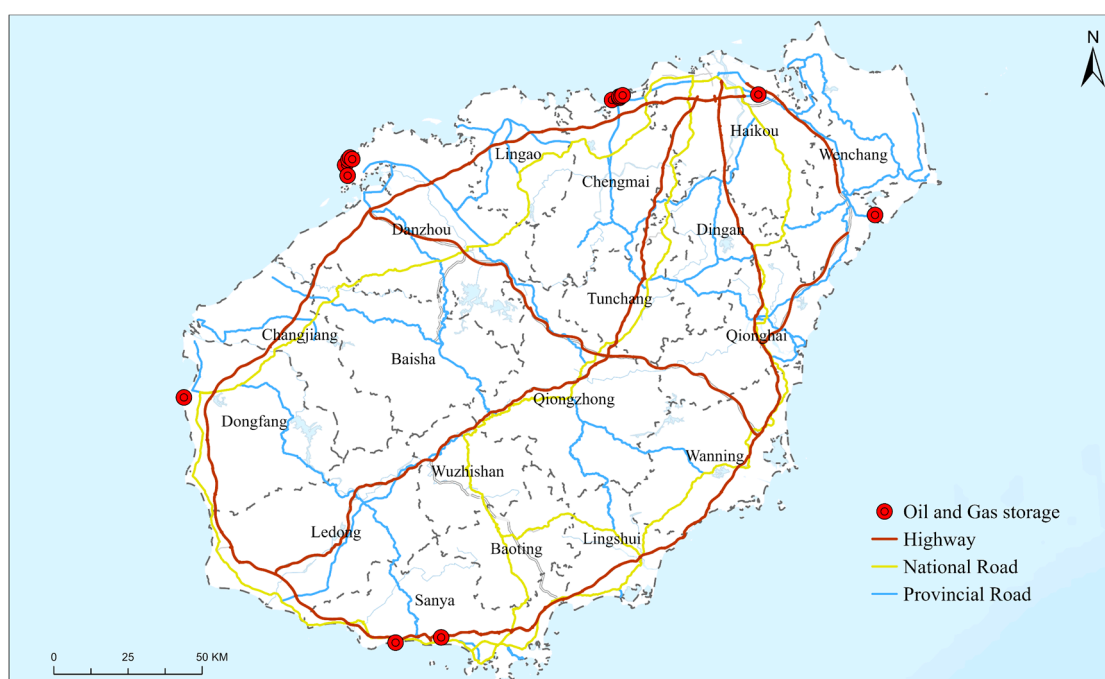 N
Haikou
Lingao
Wenchang
Chengmai
Danzhou
Dingan
Tunchang
Changjiang
Qionghai
Baisha
Qiongzhong
Dongfang
Wanning
Wuzhishan
Oil and Gas storage
Highway
Ledong
Lingshui
Baoting
National Road
Provincial Road
Sanya
0 25 50 KM